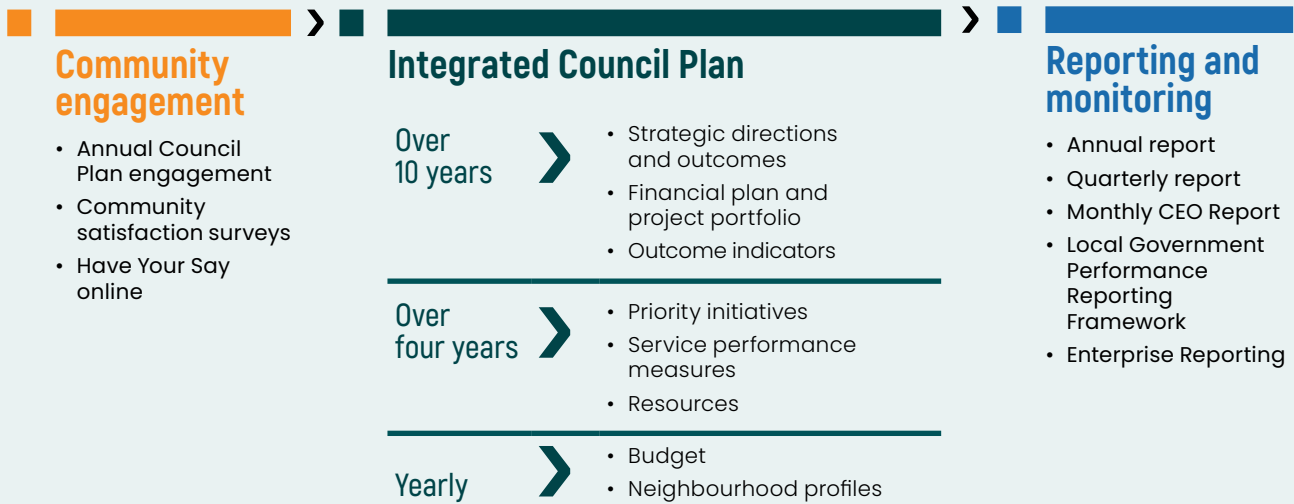 Community
engagement
• Annual Council
Plan engagement
• Community
satisfaction surveys
• Have Your Say
online
Integrated Council Plan
Over
10 years
• Strategic directions
and outcomes
• Financial plan and
project portfolio
• Outcome indicators
Over
four years
• Priority initiatives
• Service performance
measures
• Resources
Yearly
• Budget
• Neighbourhood profiles
Reporting and
monitoring
• Annual report
• Quarterly report
• Monthly CEO Report
• Local Government
Performance
Reporting
Framework
• Enterprise Reporting